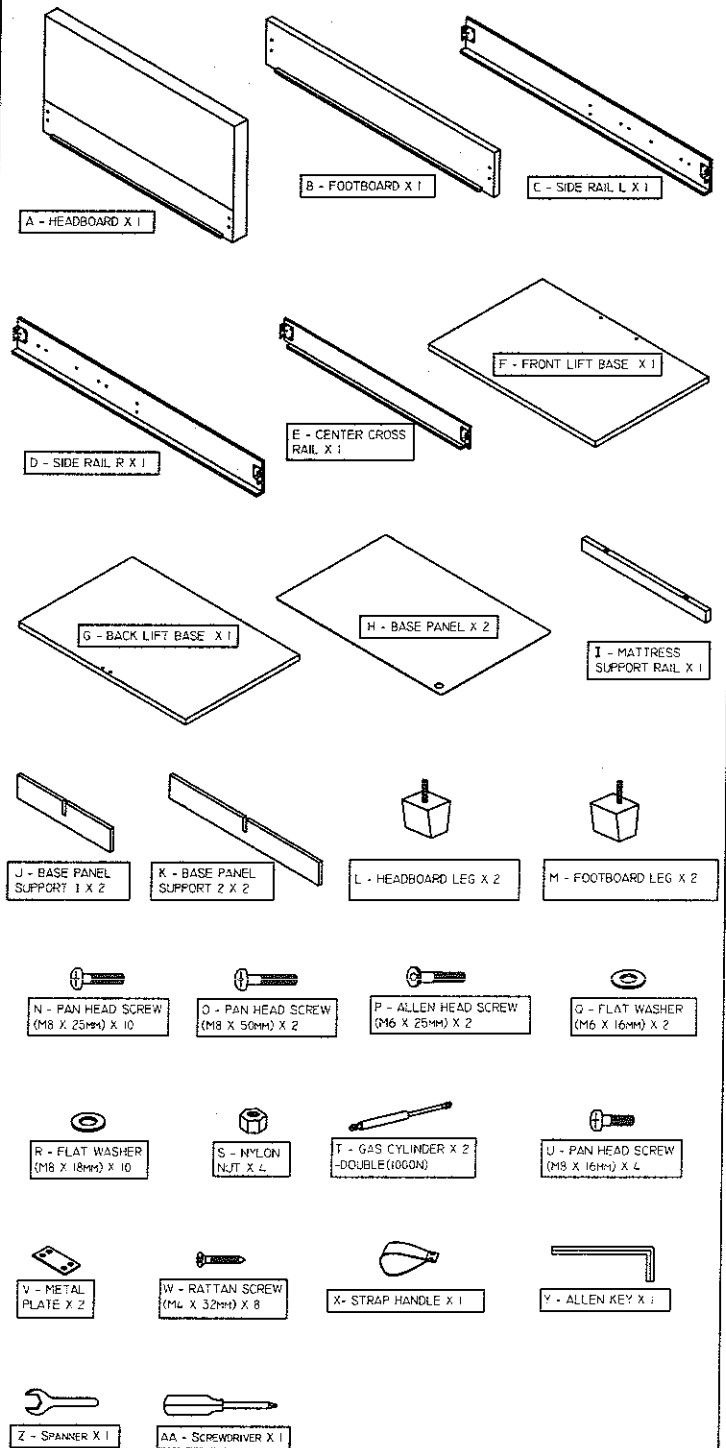 A - HEADBOARD X 1
B - FOOTBOARD X 1
C - SIDE RAIL L X 1
D - SIDE RAIL R X 1
E - CENTER CROSS
RAIL X 1
F - FRONT LIFT BASE X 1
G - BACK LIFT BASE X 1
H - BASE PANEL X 2
I - MATTRESS
SUPPORT RAIL X 1
J - BASE PANEL
SUPPORT 1 X 2
K - BASE PANEL
SUPPORT 2 X 2
L - HEADBOARD LEG X 2
M - FOOTBOARD LEG X 2
N - PAN HEAD SCREW
(M8 X 25MM) X 10
O - PAN HEAD SCREW
(M8 X 50MM) X 2
P - ALLEN HEAD SCREW
(M6 X 25MM) X 2
Q - FLAT WASHER
(M6 X 16MM) X 2
R - FLAT WASHER
(M8 X 18MM) X 10
S - NYLON
NUT X 4
T - GAS CYLINDER X 2
-DOUBLE(1000N)
U - PAN HEAD SCREW
(M8 X 16MM) X 4
V - METAL
PLATE X 2
W - RATTAN SCREW
(M4 X 32MM) X 8
X- STRAP HANDLE X 1
Y - ALLEN KEY X 1
Z - SPANNER X 1
AA - SCREWDRIVER X 1